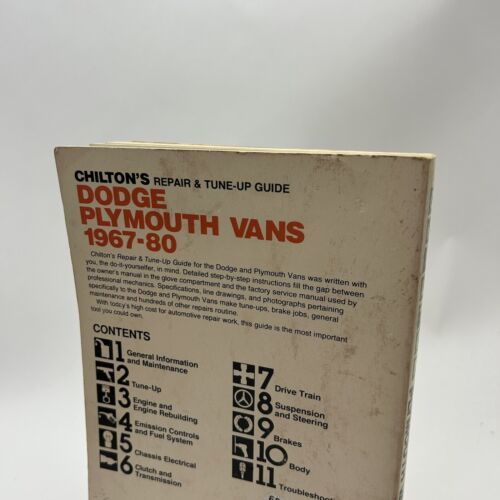 CHILTON'S REPAIR & TUNE-UP GUIDE
DODGE
PLYMOUTH VANS
1967-80
Chilton's Repair & Tune-Up Guide for the Dodge and Plymouth Vans was written with
you, the do-it-yourselfer, in mind. Detailed step-by-step instructions fill the gap between
the owner's manual in the glove compartment and the factory service manual used by
professional mechanics. Specifications, line drawings, and photographs pertaining
specifically to the Dodge and Plymouth Vans make tune-ups, brake jobs, general
maintenance and hundreds of other repairs routine.
With today's high cost for automotive repair work, this guide is the most important
tool you could own.
CONTENTS
1 General Information
and Maintenance
2 Tune-Up
3 Engine and
Engine Rebuilding
4 Emission Controls
and Fuel System
5 Chassis Electrical
6 Clutch and
Transmission
7 Drive Train
8 Suspension
and Steering
9 Brakes
10 Body
11 Troubleshooting